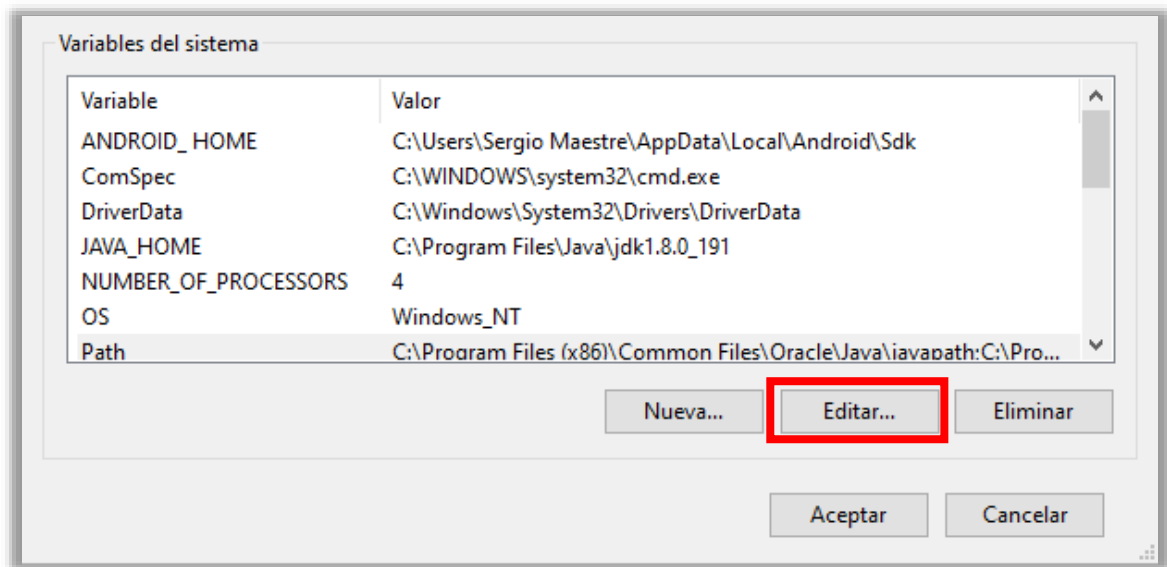 Variables del sistema
Variable Valor
ANDROID_ HOME C:\Users\Sergio Maestre\AppData\Local\Android\Sdk
ComSpec C:\WINDOWS\system32\cmd.exe
DriverData C:\Windows\System32\Drivers\DriverData
JAVA_HOME C:\Program Files\Java\jdk1.8.0_191
NUMBER_OF_PROCESSORS 4
OS Windows_NT
Path C:\Program Files (x86)\Common Files\Oracle\Java\javapath;C:\Pro...
Nueva... Editar... Eliminar
Aceptar Cancelar